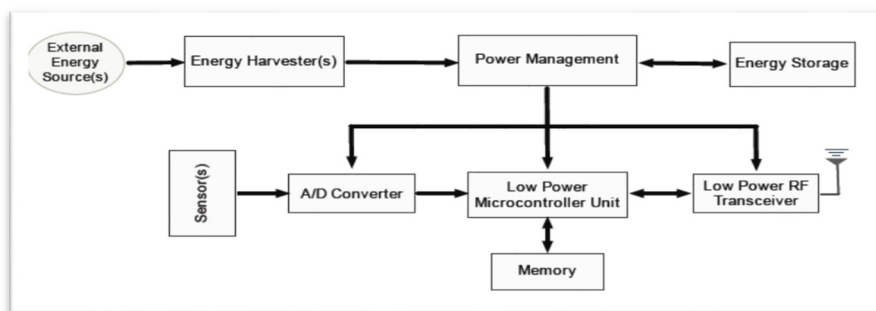 External
Energy
Source(s)
Energy Harvester(s)
Power Management
Energy Storage
Sensor(s)
A/D Converter
Low Power
Microcontroller Unit
Low Power RF
Transceiver
Memory